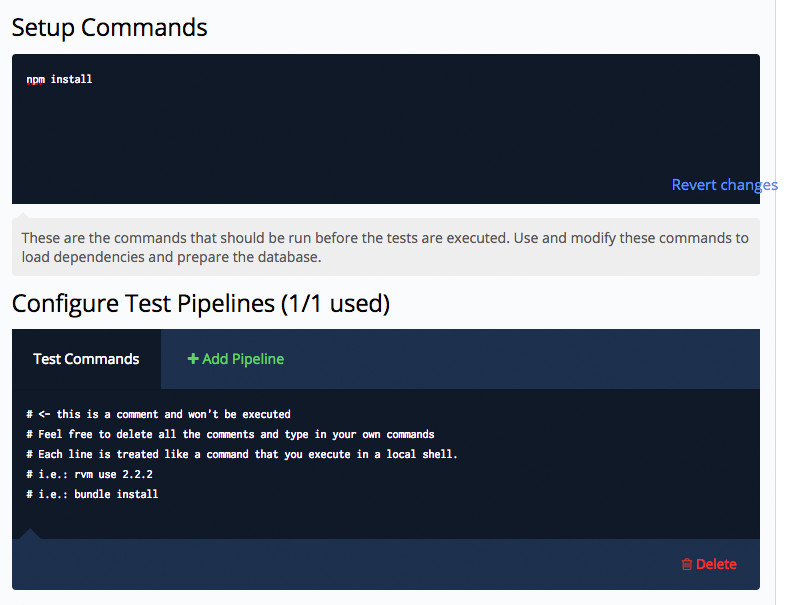 Setup Commands
npm install
Revert changes
These are the commands that should be run before the tests are executed. Use and modify these commands to
load dependencies and prepare the database.
Configure Test Pipelines (1/1 used)
Test Commands
+ Add Pipeline
# <- this is a comment and won't be executed
# Feel free to delete all the comments and type in your own commands
# Each line is treated like a command that you execute in a local shell.
# i.e.: rvm use 2.2.2
# i.e.: bundle install
Delete